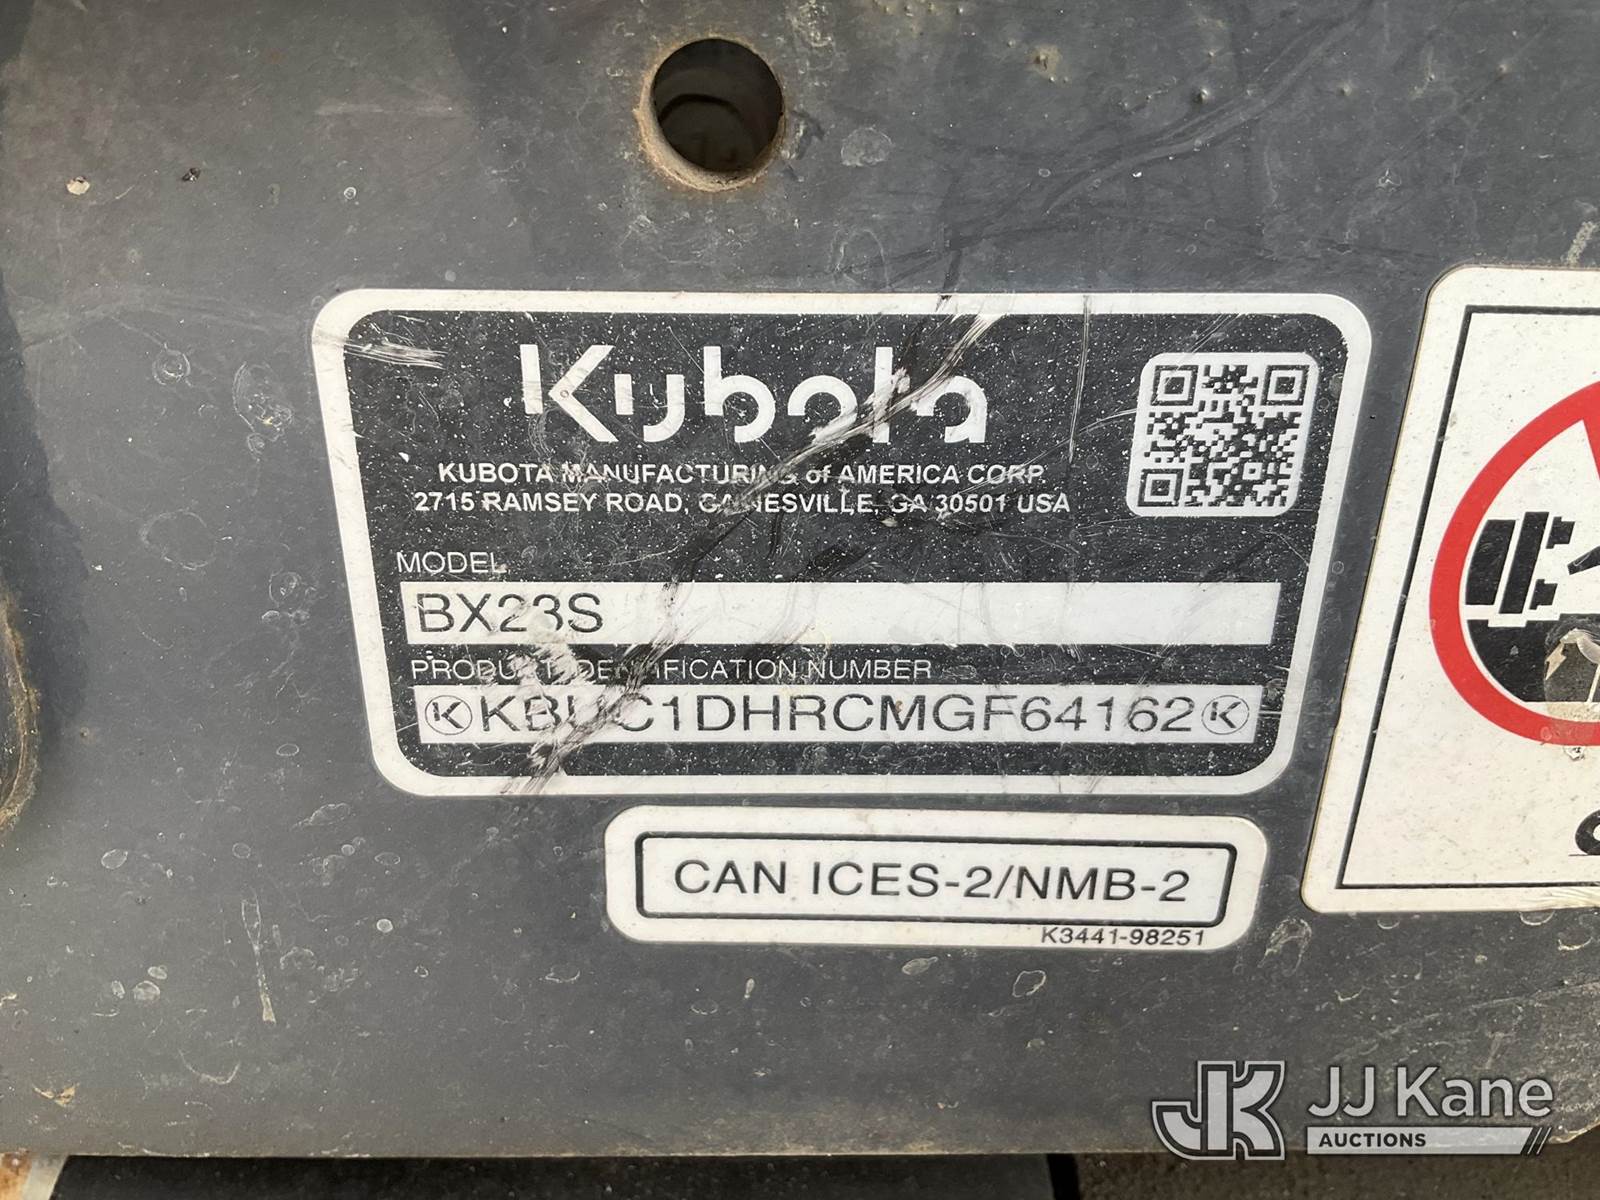 Kubota
KUBOTA MANUFACTURING of AMERICA CORP.
2715 RAMSEY ROAD, GAINESVILLE, GA 30501 USA
MODEL
BX23S
PRODUCT IDENTIFICATION NUMBER
KBUC1DHRCMGF64162
CAN ICES-2/NMB-2
K3441-98251
JJ Kane
AUCTIONS